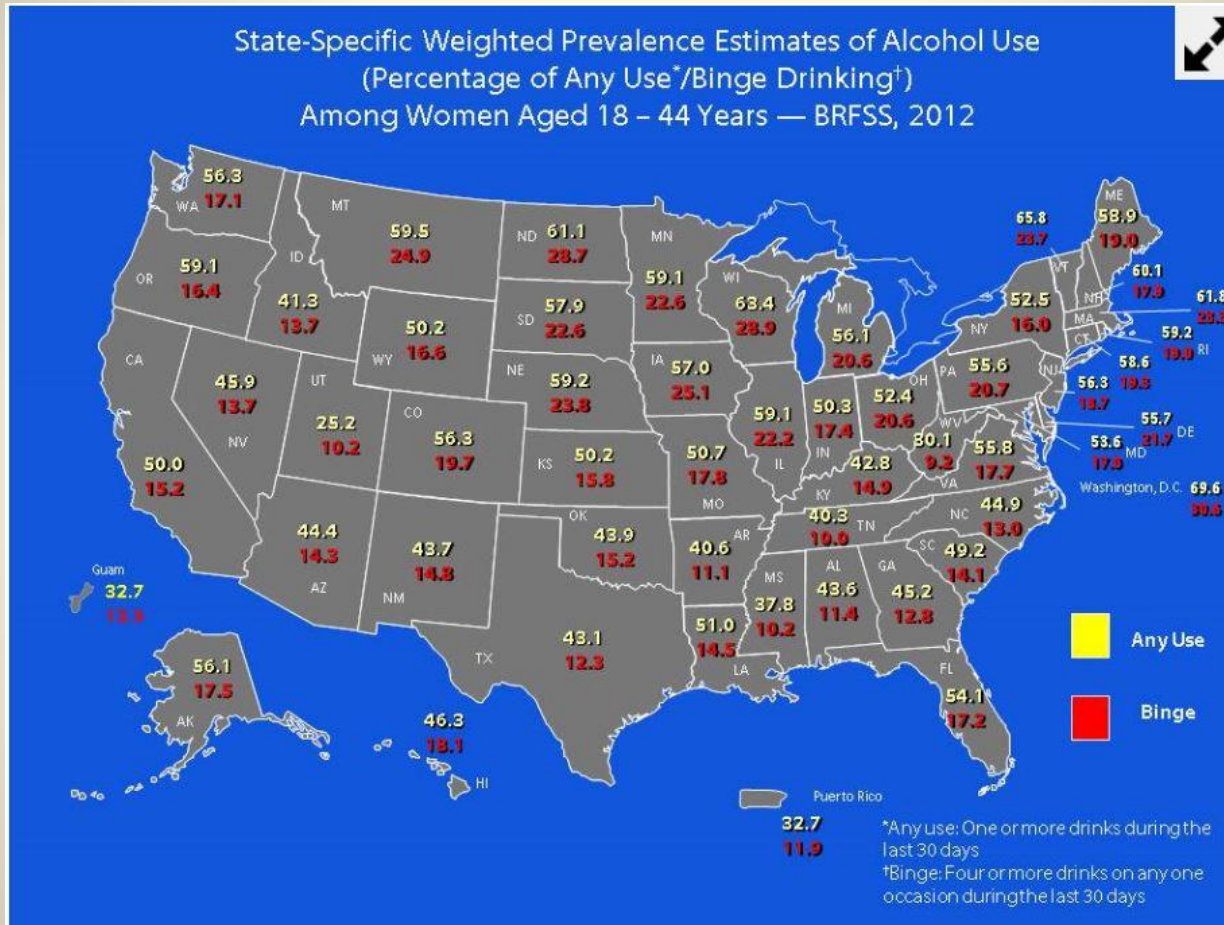 State-Specific Weighted Prevalence Estimates of Alcohol Use
(Percentage of Any Use*/Binge Drinking†)
Among Women Aged 18 – 44 Years — BRFSS, 2012
WA
56.3
17.1
OR
59.1
16.4
ID
41.3
13.7
MT
59.5
24.9
ND
61.1
28.7
MN
59.1
22.6
WI
63.4
28.9
MI
56.1
20.6
65.8
23.7
VT
ME
58.9
19.0
60.1
NH
61.8
MA
59.2
RI
CT
58.6
19.3
NY
52.5
16.0
PA
55.6
20.7
NJ
56.3
18.7
55.7
21.7
DE
MD
Washington, D.C.
69.6
CA
50.0
15.2
NV
45.9
13.7
UT
25.2
10.2
WY
50.2
16.6
SD
57.9
22.6
NE
59.2
23.8
IA
57.0
25.1
CO
56.3
19.7
KS
50.2
15.8
MO
50.7
17.8
IL
59.1
22.2
IN
50.3
17.4
OH
52.4
20.6
WV
9.2
VA
55.8
17.7
KY
42.8
14.9
TN
40.3
10.0
NC
44.9
13.0
SC
49.2
14.1
AZ
44.4
14.3
NM
43.7
14.8
OK
43.9
15.2
AR
40.6
11.1
TX
43.1
12.3
LA
51.0
14.5
MS
37.8
10.2
AL
43.6
11.4
GA
45.2
12.8
FL
54.1
17.2
Guam
32.7
AK
56.1
17.5
HI
46.3
18.1
Puerto Rico
32.7
11.9
Any Use
Binge
*Any use: One or more drinks during the
last 30 days
†Binge: Four or more drinks on any one
occasion during the last 30 days